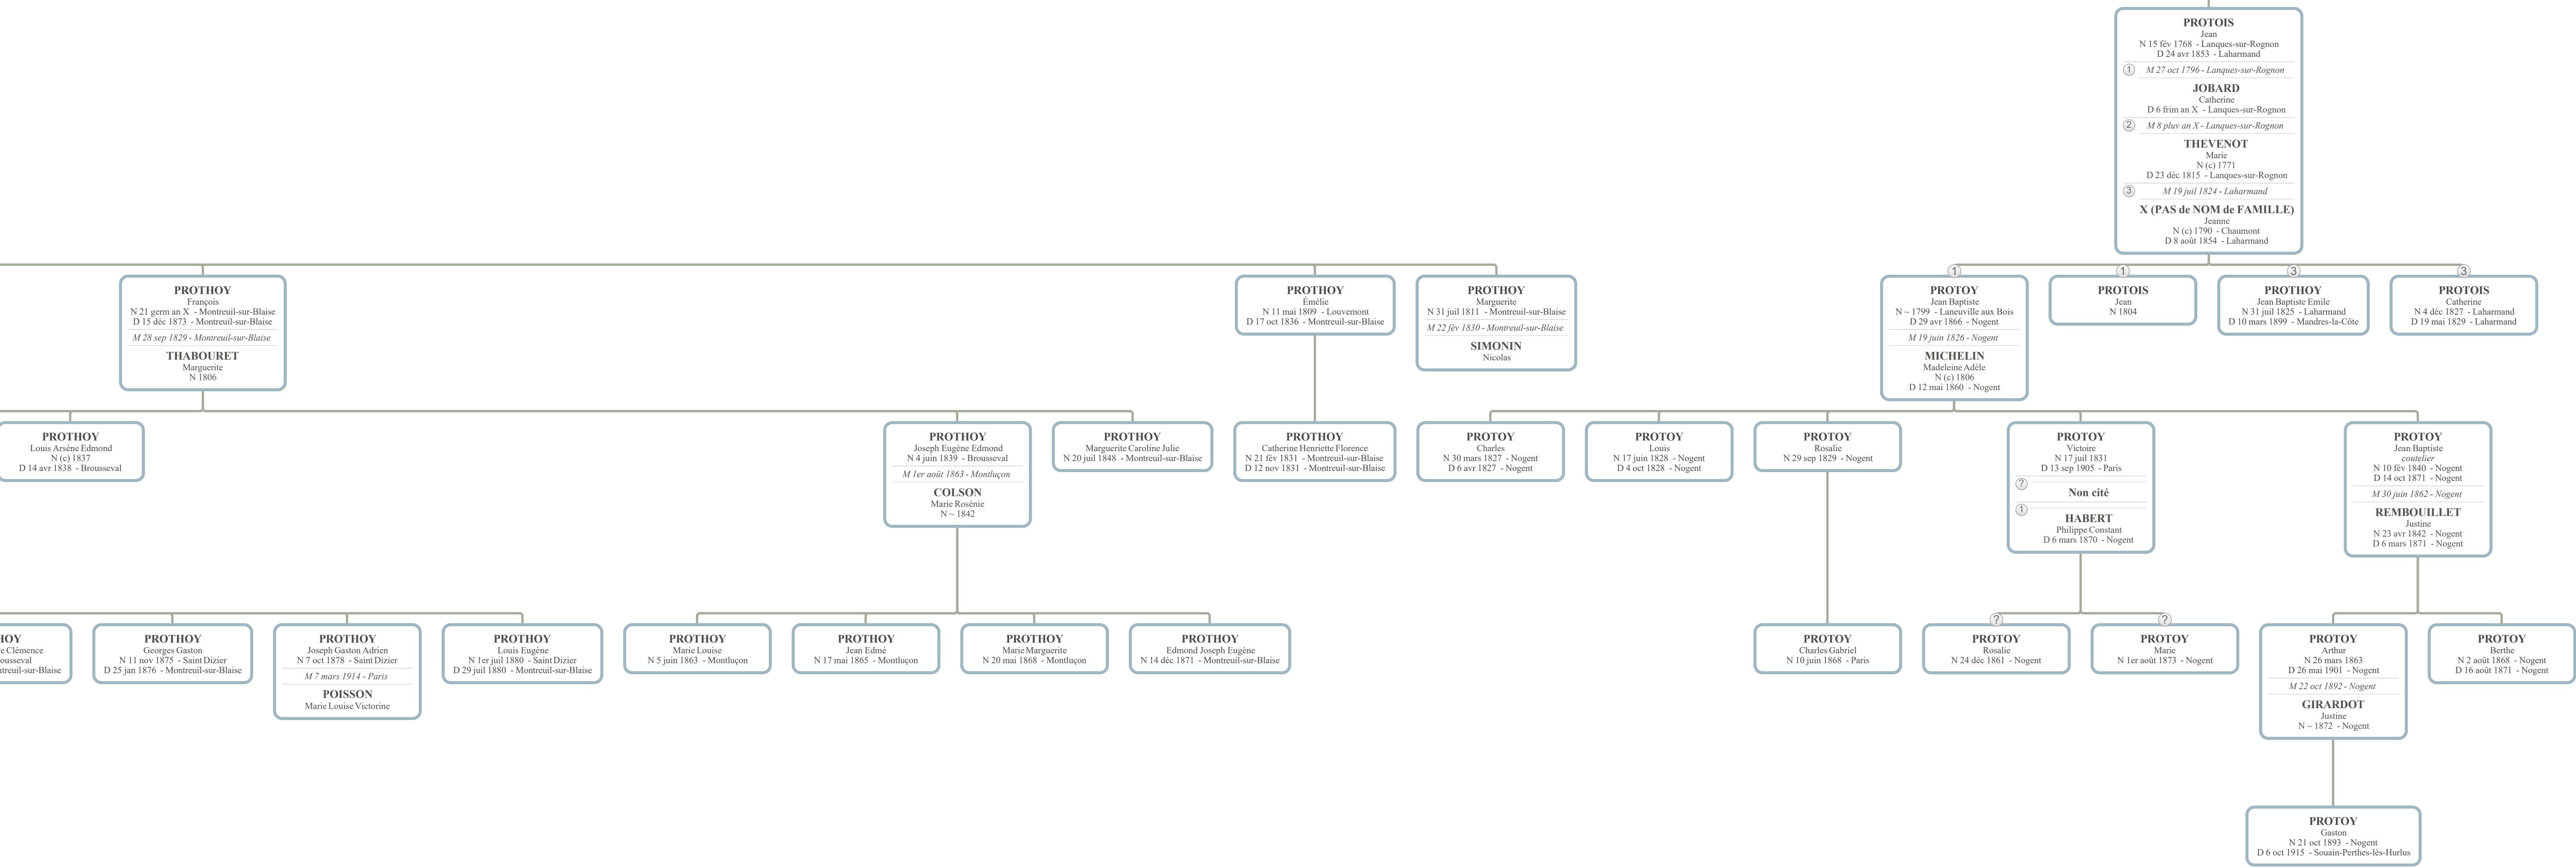 PROTOIS
Jean
N 15 fév 1768 - Lanques-sur-Rognon
D 24 avr 1853 - Laharmand
1 M 27 oct 1796 - Lanques-sur-Rognon
JOBARD
Catherine
D 6 frim an X - Lanques-sur-Rognon
2 M 8 pluv an X - Lanques-sur-Rognon
THEVENOT
Marie
N (c) 1771
D 23 déc 1815 - Lanques-sur-Rognon
3 M 19 juil 1824 - Laharmand
X (PAS de NOM de FAMILLE)
Jeanne
N (c) 1790 - Chaumont
D 8 août 1854 - Laharmand
PROTHOY
François
N 21 germ an X - Montreuil-sur-Blaise
D 15 déc 1873 - Montreuil-sur-Blaise
M 28 sep 1829 - Montreuil-sur-Blaise
THABOURET
Marguerite
N 1806
PROTHOY
Émélie
N 11 mai 1809 - Louvemont
D 17 oct 1836 - Montreuil-sur-Blaise
PROTHOY
Marguerite
N 31 juil 1811 - Montreuil-sur-Blaise
M 22 fév 1830 - Montreuil-sur-Blaise
SIMONIN
Nicolas
1
PROTOY
Jean Baptiste
N ~ 1799 - Laneuville aux Bois
D 29 avr 1866 - Nogent
M 19 juin 1826 - Nogent
MICHELIN
Madeleine Adèle
N (c) 1806
D 12 mai 1860 - Nogent
1
PROTOIS
Jean
N 1804
3
PROTHOY
Jean Baptiste Emile
N 31 juil 1825 - Laharmand
D 10 mars 1899 - Mandres-la-Côte
3
PROTOIS
Catherine
N 4 déc 1827 - Laharmand
D 19 mai 1829 - Laharmand
PROTHOY
Louis Arsène Edmond
N (c) 1837
D 14 avr 1838 - Brousseval
PROTHOY
Joseph Eugène Edmond
N 4 juin 1839 - Brousseval
M 1er août 1863 - Montluçon
COLSON
Marie Rosénie
N ~ 1842
PROTHOY
Marguerite Caroline Julie
N 20 juil 1848 - Montreuil-sur-Blaise
PROTHOY
Catherine Henriette Florence
N 21 fév 1831 - Montreuil-sur-Blaise
D 12 nov 1831 - Montreuil-sur-Blaise
PROTOY
Charles
N 30 mars 1827 - Nogent
D 6 avr 1827 - Nogent
PROTOY
Louis
N 17 juin 1828 - Nogent
D 4 oct 1828 - Nogent
PROTOY
Rosalie
N 29 sep 1829 - Nogent
PROTOY
Victoire
N 17 juil 1831
D 13 sep 1905 - Paris
?
Non cité
1
HABERT
Philippe Constant
D 6 mars 1870 - Nogent
PROTOY
Jean Baptiste
coutelier
N 10 fév 1840 - Nogent
D 14 oct 1871 - Nogent
M 30 juin 1862 - Nogent
REMBOUILLET
Justine
N 23 avr 1842 - Nogent
D 6 mars 1871 - Nogent
HOY
e Clémence
ousseval
treuil-sur-Blaise
PROTHOY
Georges Gaston
N 11 nov 1875 - Saint Dizier
D 25 jan 1876 - Montreuil-sur-Blaise
PROTHOY
Joseph Gaston Adrien
N 7 oct 1878 - Saint Dizier
M 7 mars 1914 - Paris
POISSON
Marie Louise Victorine
PROTHOY
Louis Eugène
N 1er juil 1880 - Saint Dizier
D 29 juil 1880 - Montreuil-sur-Blaise
PROTHOY
Marie Louise
N 5 juin 1863 - Montluçon
PROTHOY
Jean Edmé
N 17 mai 1865 - Montluçon
PROTHOY
Marie Marguerite
N 20 mai 1868 - Montluçon
PROTHOY
Edmond Joseph Eugène
N 14 déc 1871 - Montreuil-sur-Blaise
PROTOY
Charles Gabriel
N 10 juin 1868 - Paris
?
PROTOY
Rosalie
N 24 déc 1861 - Nogent
?
PROTOY
Marie
N 1er août 1873 - Nogent
PROTOY
Arthur
N 26 mars 1863
D 26 mai 1901 - Nogent
M 22 oct 1892 - Nogent
GIRARDOT
Justine
N ~ 1872 - Nogent
PROTOY
Berthe
N 2 août 1868 - Nogent
D 16 août 1871 - Nogent
PROTOY
Gaston
N 21 oct 1893 - Nogent
D 6 oct 1915 - Souain-Perthes-lès-Hurlus